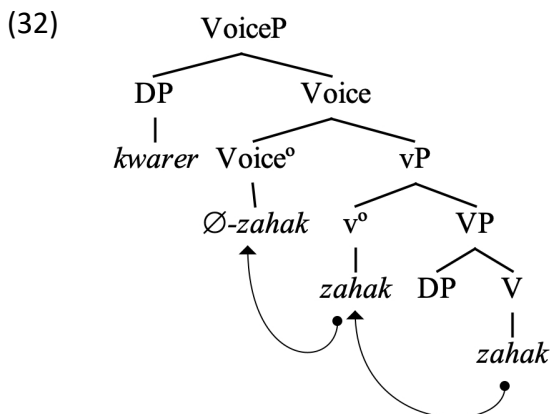 (32) VoiceP
DP Voice
kwarer Voiceº vP
Ø-zahak vº VP
zahak DP V
zahak